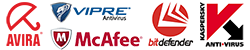 AVIRA
VIPRE
Antivirus
McAfee
bitdefender
KASPERSKY
ANTI-VIRUS